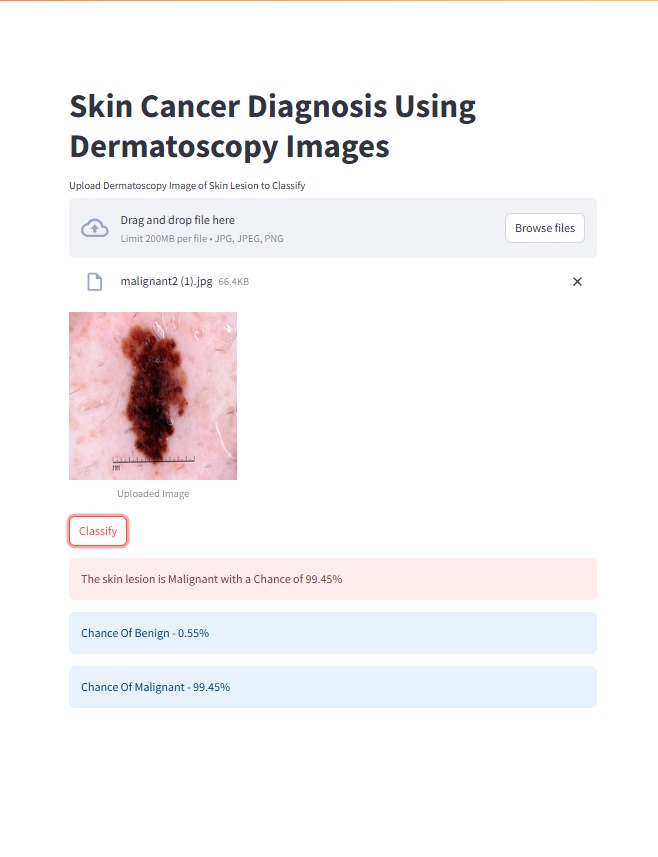 Skin Cancer Diagnosis Using
Dermatoscopy Images
Upload Dermatoscopy Image of Skin Lesion to Classify
Drag and drop file here
Limit 200MB per file • JPG, JPEG, PNG
Browse files
malignant2 (1).jpg 66.4KB
Uploaded Image
Classify
The skin lesion is Malignant with a Chance of 99.45%
Chance Of Benign - 0.55%
Chance Of Malignant - 99.45%